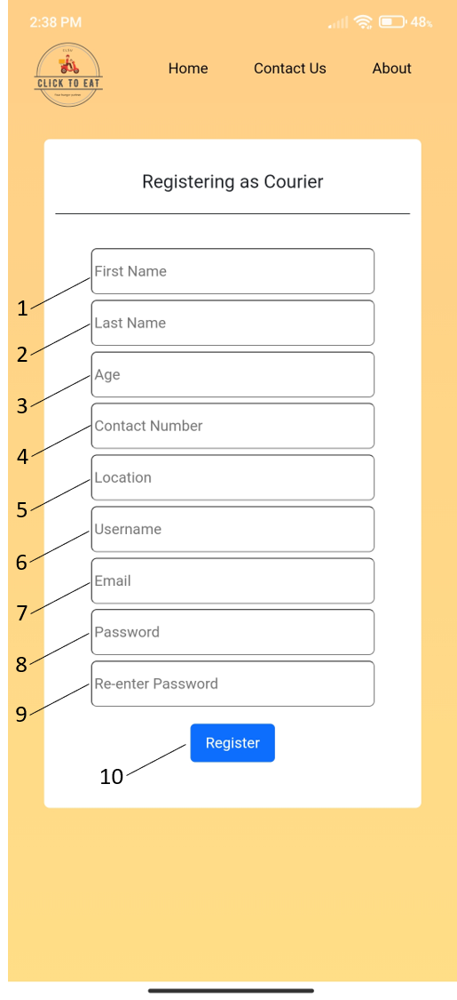 2:38 PM 48%
CLICK TO EAT
Home Contact Us About
Registering as Courier
First Name
1
Last Name
2
Age
3
Contact Number
4
Location
5
Username
6
Email
7
Password
8
Re-enter Password
9
Register
10